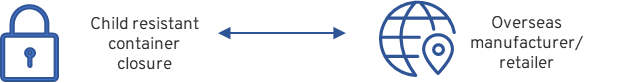 Child resistant
container
closure
Overseas
manufacturer/
retailer